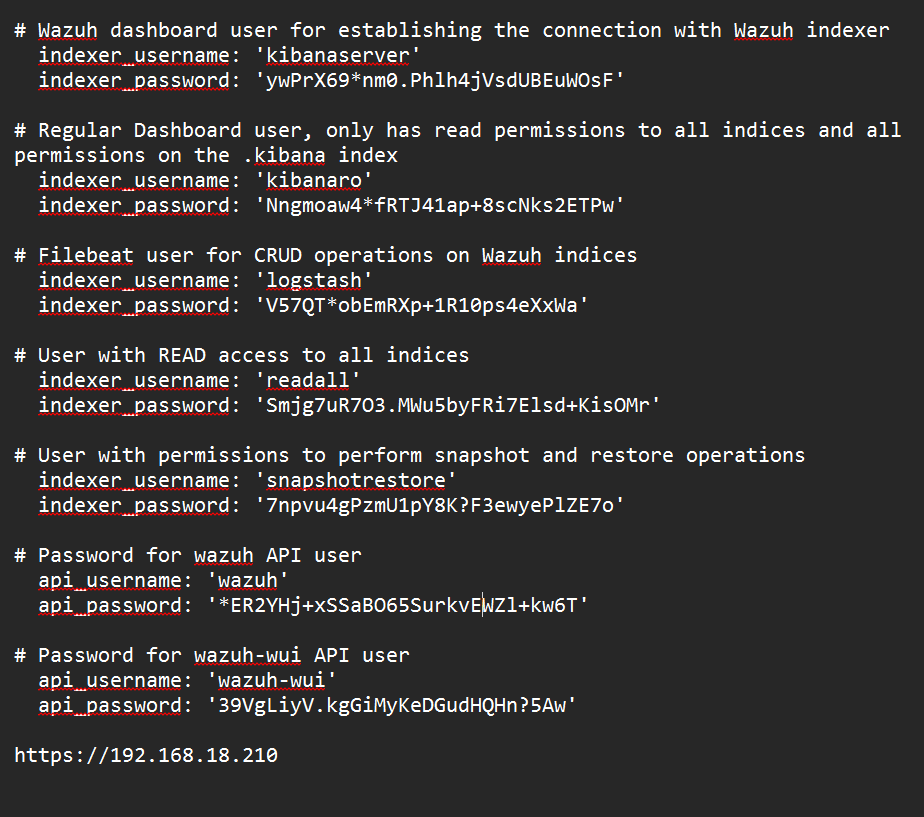 # Wazuh dashboard user for establishing the connection with Wazuh indexer
  indexer_username: 'kibanaserver'
  indexer_password: 'ywPrX69*nm0.Phlh4jVsdUBEuWOsF'

# Regular Dashboard user, only has read permissions to all indices and all
permissions on the .kibana index
  indexer_username: 'kibanaro'
  indexer_password: 'Nngmoaw4*fRTJ41ap+8scNks2ETPw'

# Filebeat user for CRUD operations on Wazuh indices
  indexer_username: 'logstash'
  indexer_password: 'V57QT*obEmRXp+1R10ps4eXxWa'

# User with READ access to all indices
  indexer_username: 'readall'
  indexer_password: 'Smjg7uR7O3.MWu5byFRi7Elsd+KisOMr'

# User with permissions to perform snapshot and restore operations
  indexer_username: 'snapshotrestore'
  indexer_password: '7npvu4gPzmU1pY8K?F3ewyePlZE7o'

# Password for wazuh API user
  api_username: 'wazuh'
  api_password: '*ER2YHj+xSSaBO65SurkvEWZl+kw6T'

# Password for wazuh-wui API user
  api_username: 'wazuh-wui'
  api_password: '39VgLiyV.kgGiMyKeDGudHQHn?5Aw'

https://192.168.18.210